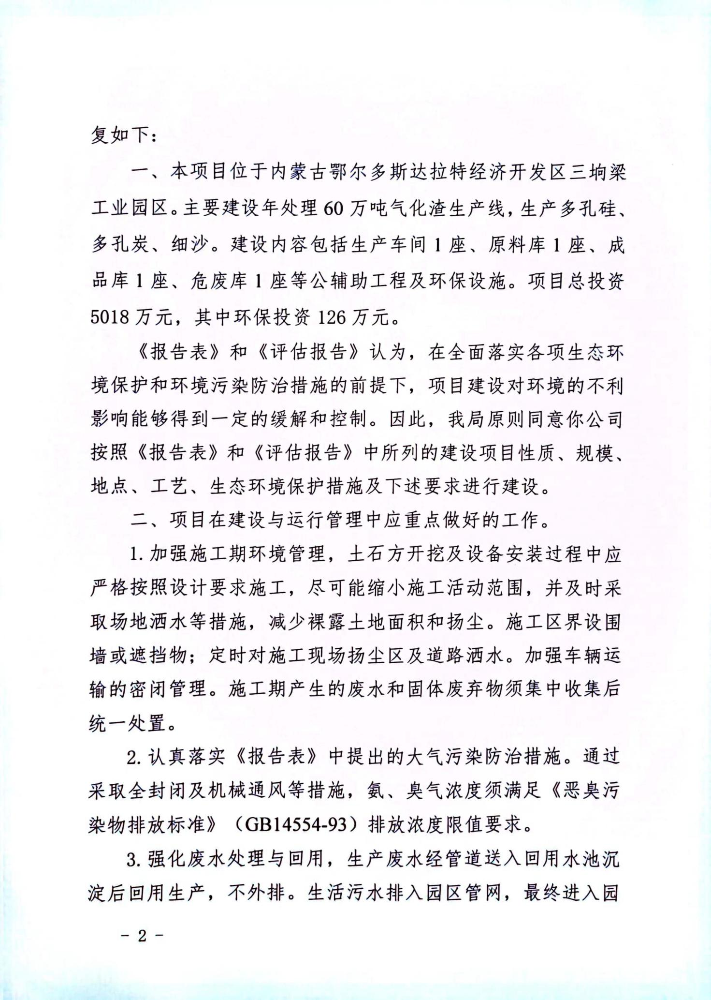 复如下：
一、本项目位于内蒙古鄂尔多斯达拉特经济开发区三垧梁
工业园区。主要建设年处理 60 万吨气化渣生产线，生产多孔硅、
多孔炭、细沙。建设内容包括生产车间 1 座、原料库 1 座、成
品库 1 座、危废库 1 座等公辅助工程及环保设施。项目总投资
5018 万元，其中环保投资 126 万元。
《报告表》和《评估报告》认为，在全面落实各项生态环
境保护和环境污染防治措施的前提下，项目建设对环境的不利
影响能够得到一定的缓解和控制。因此，我局原则同意你公司
按照《报告表》和《评估报告》中所列的建设项目性质、规模、
地点、工艺、生态环境保护措施及下述要求进行建设。
二、项目在建设与运行管理中应重点做好的工作。
1. 加强施工期环境管理，土石方开挖及设备安装过程中应
严格按照设计要求施工，尽可能缩小施工活动范围，并及时采
取场地洒水等措施，减少裸露土地面积和扬尘。施工区界设围
墙或遮挡物；定时对施工现场扬尘区及道路洒水。加强车辆运
输的密闭管理。施工期产生的废水和固体废弃物须集中收集后
统一处置。
2. 认真落实《报告表》中提出的大气污染防治措施。通过
采取全封闭及机械通风等措施，氨、臭气浓度须满足《恶臭污
染物排放标准》（GB14554-93）排放浓度限值要求。
3. 强化废水处理与回用，生产废水经管道送入回用水池沉
淀后回用生产，不外排。生活污水排入园区管网，最终进入园
- 2 -